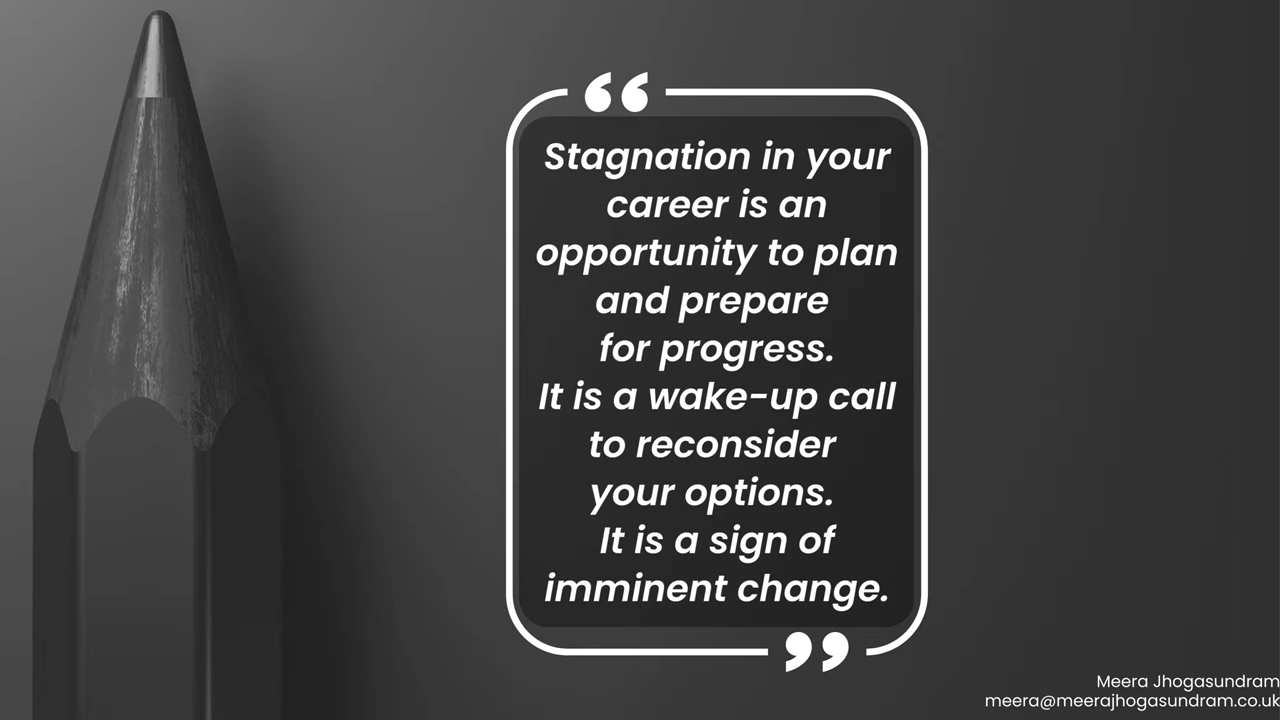 “
Stagnation in your
career is an
opportunity to plan
and prepare
for progress.
It is a wake-up call
to reconsider
your options.
It is a sign of
imminent change.
”
Meera Jhogasundram
meera@meerajhogasundram.co.uk